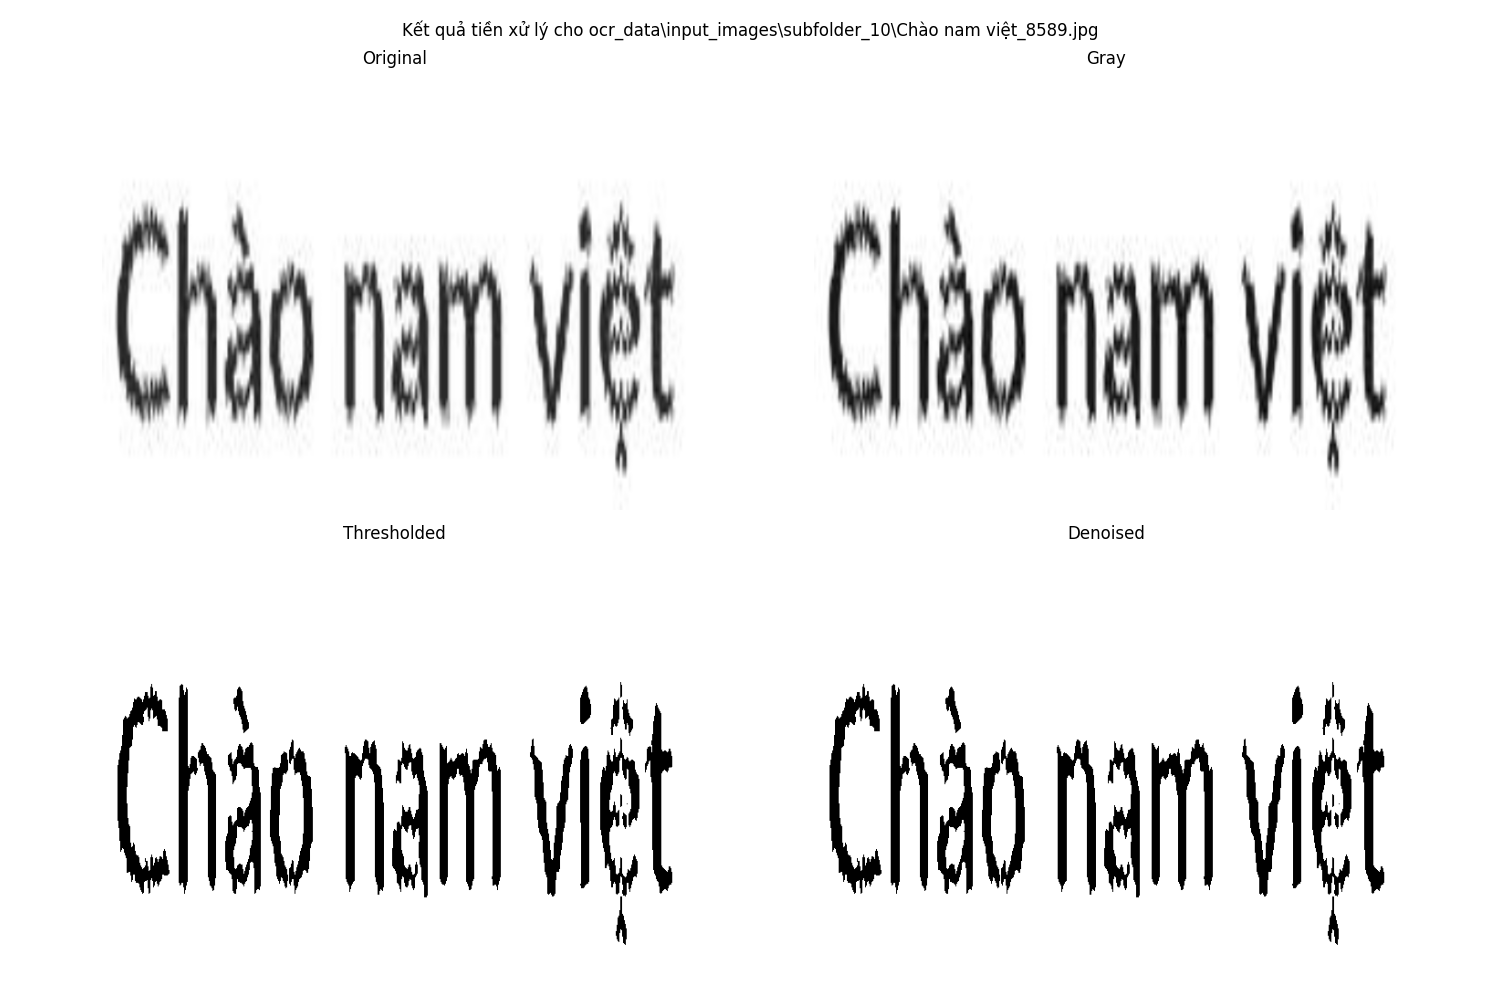 Kết quả tiền xử lý cho ocr_data\input_images\subfolder_10\Chào nam việt_8589.jpg
Original
Gray
Chào nam việt
Chào nam việt
Thresholded
Denoised
Chào nam việt
Chào nam việt